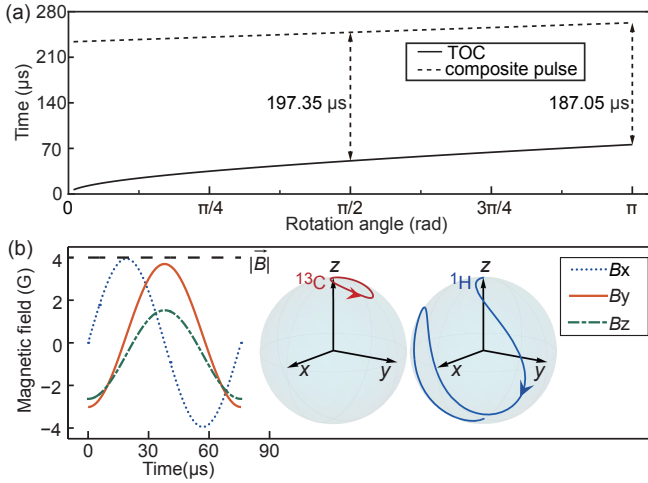 (a)
280
210
140
70
0
Time (μs)
TOC
composite pulse
197.35 μs
187.05 μs
0
π/4
π/2
3π/4
π
Rotation angle (rad)
(b)
4
2
0
−2
−4
Magnetic field (G)
|B|
0
30
60
90
Time(μs)
13C
z
x
y
1H
z
x
y
Bx
By
Bz